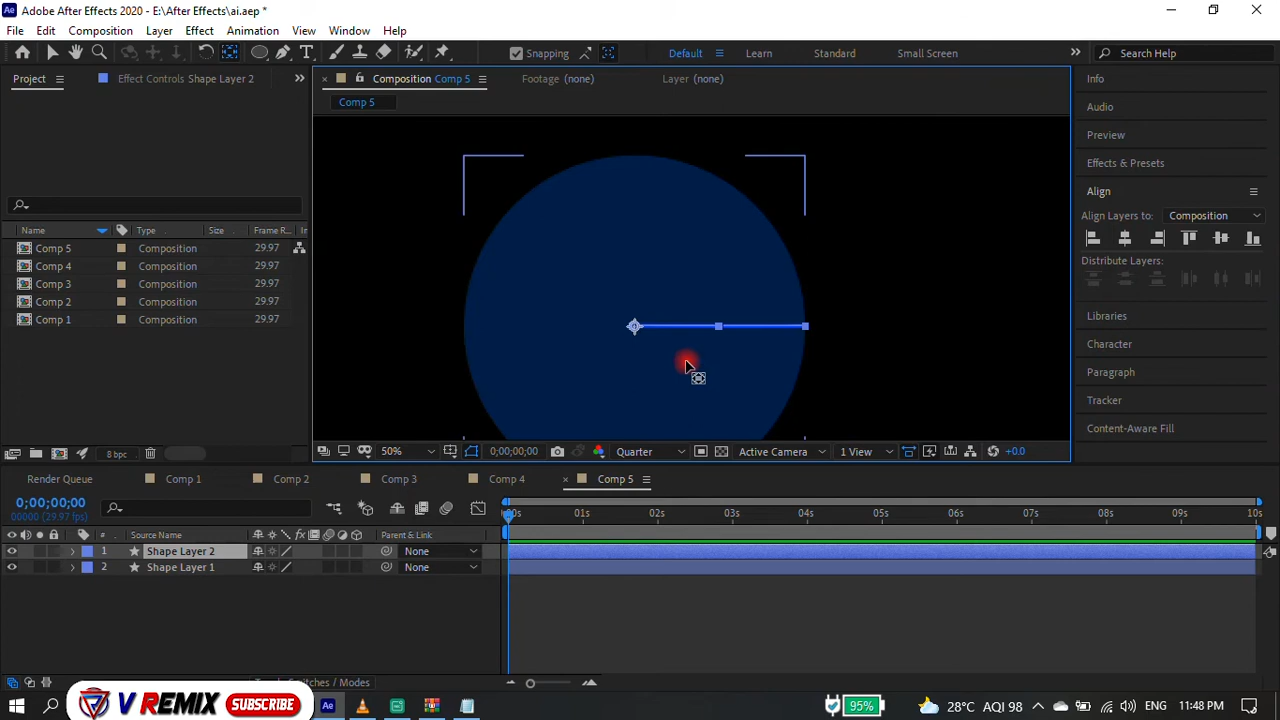 Ae Adobe After Effects 2020 - E:\After Effects\ai.aep *
File Edit Composition Layer Effect Animation View Window Help
Snapping Default Learn Standard Small Screen Search Help
Project Effect Controls Shape Layer 2 Composition Comp 5 Footage (none) Layer (none) Info
Comp 5 Audio
Preview
Effects & Presets
Align
Align Layers to: Composition
Name Type Size Frame R... In
Comp 5 Composition 29.97
Comp 4 Composition 29.97
Distribute Layers:
Comp 3 Composition 29.97
Comp 2 Composition 29.97
Comp 1 Composition 29.97
Libraries
Character
Paragraph
Tracker
Content-Aware Fill
8 bpc 50% 0;00;00;00 Quarter Active Camera 1 View +0.0
Render Queue Comp 1 Comp 2 Comp 3 Comp 4 Comp 5
0;00;00;00
00000 (29.97 fps)
00s 01s 02s 03s 04s 05s 06s 07s 08s 09s 10s
# Source Name Parent & Link
1 Shape Layer 2 None
2 Shape Layer 1 None
Switches / Modes
V REMIX SUBSCRIBE Ae 95% 28°C AQI 98 ENG 11:48 PM